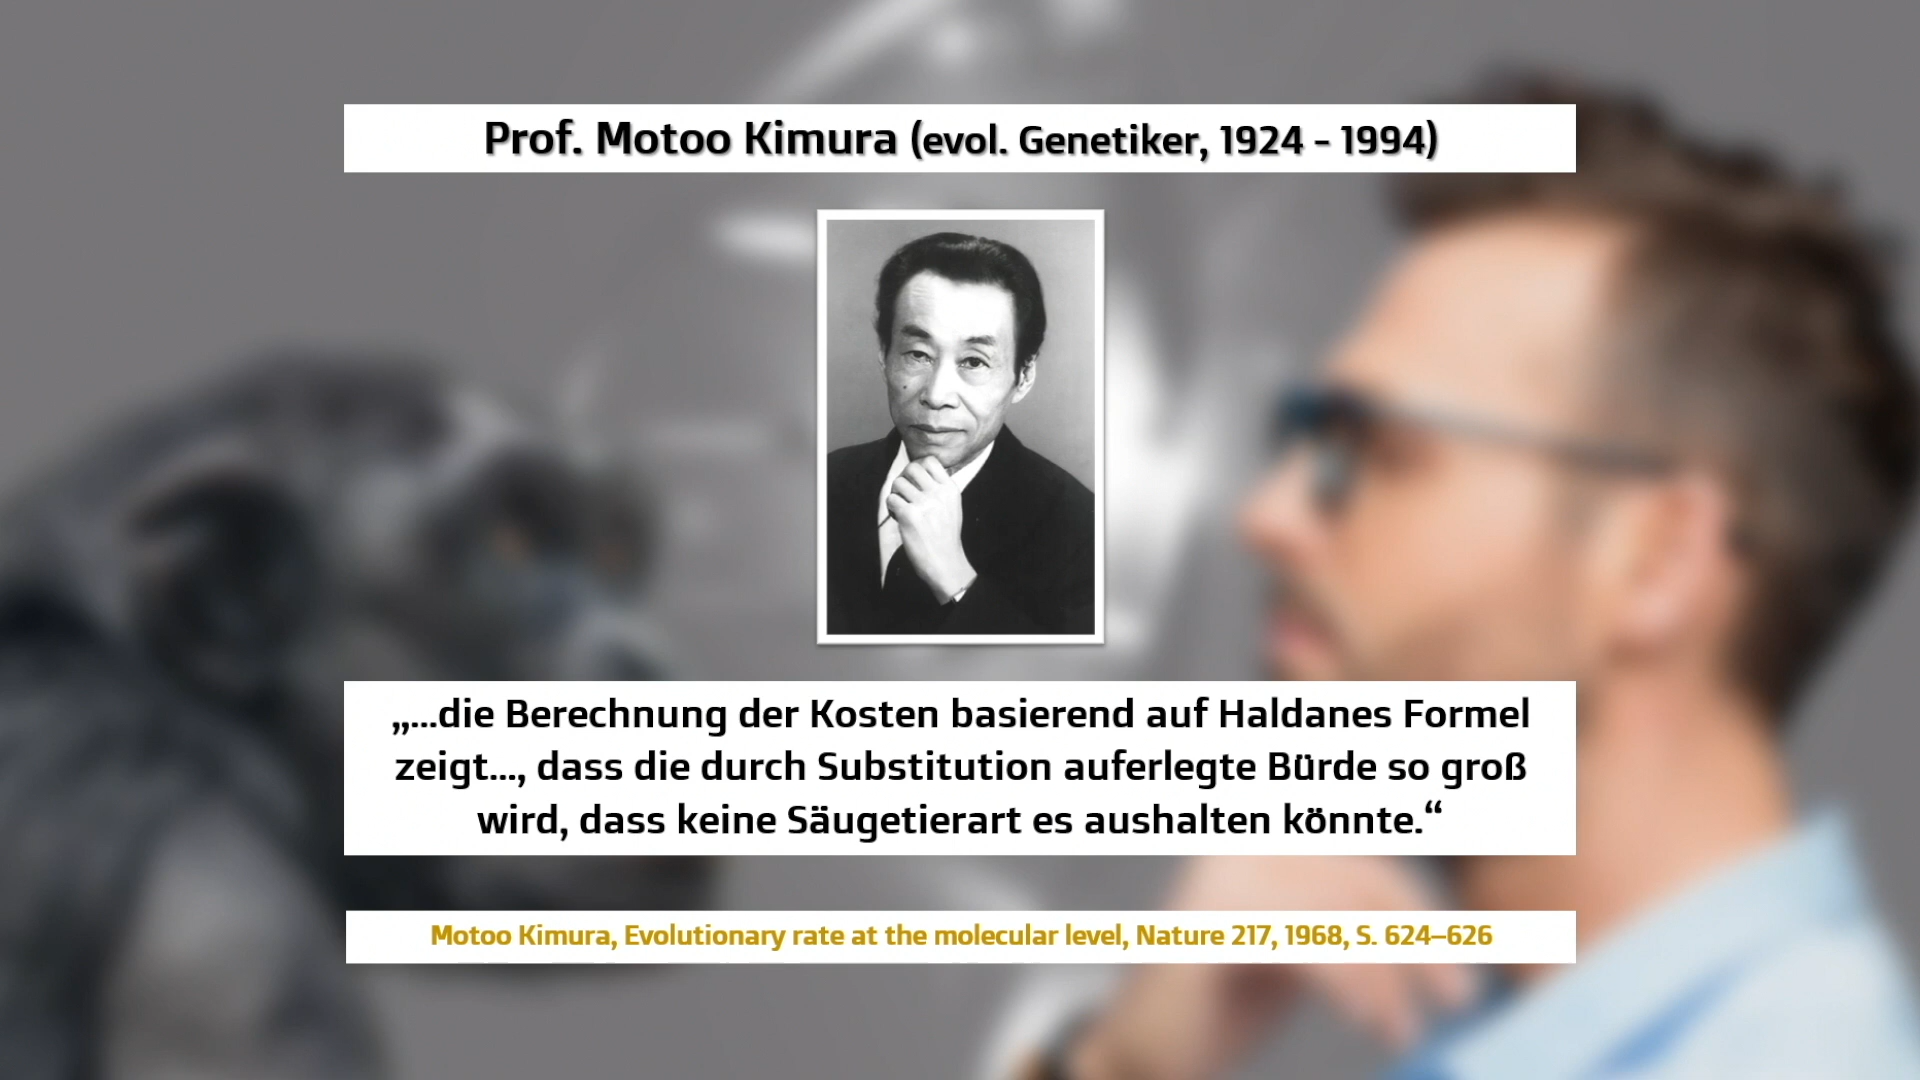 Prof. Motoo Kimura (evol. Genetiker, 1924 - 1994)
„...die Berechnung der Kosten basierend auf Haldanes Formel
zeigt..., dass die durch Substitution auferlegte Bürde so groß
wird, dass keine Säugetierart es aushalten könnte.“
Motoo Kimura, Evolutionary rate at the molecular level, Nature 217, 1968, S. 624–626